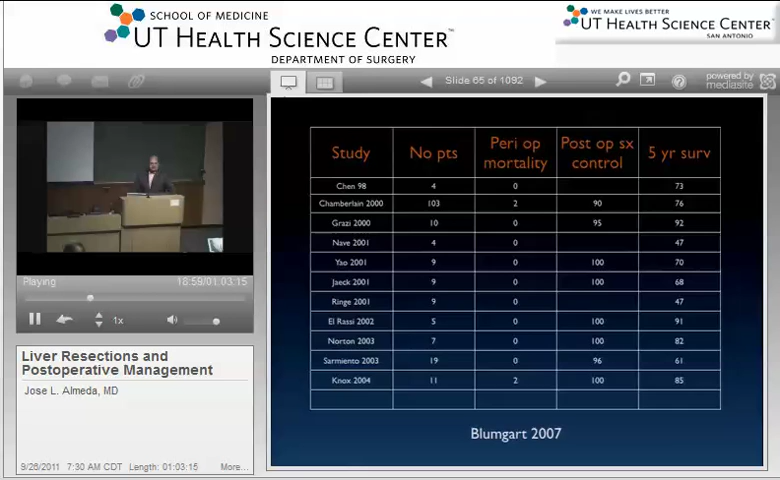 SCHOOL OF MEDICINE
UT HEALTH SCIENCE CENTER™
DEPARTMENT OF SURGERY
WE MAKE LIVES BETTER
UT HEALTH SCIENCE CENTER
SAN ANTONIO
Slide 65 of 1092
powered by
mediasite
Playing 18:59/01:03:15
1x
Liver Resections and
Postoperative Management
Jose L. Almeda, MD
9/26/2011 7:30 AM CDT Length: 01:03:15 More...
Study No pts Peri op mortality Post op sx control 5 yr surv
Chen 98 4 0 73
Chamberlain 2000 103 2 90 76
Grazi 2000 10 0 95 92
Nave 2001 4 0 47
Yao 2001 9 0 100 70
Jaeck 2001 9 0 100 68
Ringe 2001 9 0 47
El Rassi 2002 5 0 100 91
Norton 2003 7 0 100 82
Sarmiento 2003 19 0 96 61
Knox 2004 11 2 100 85
Blumgart 2007